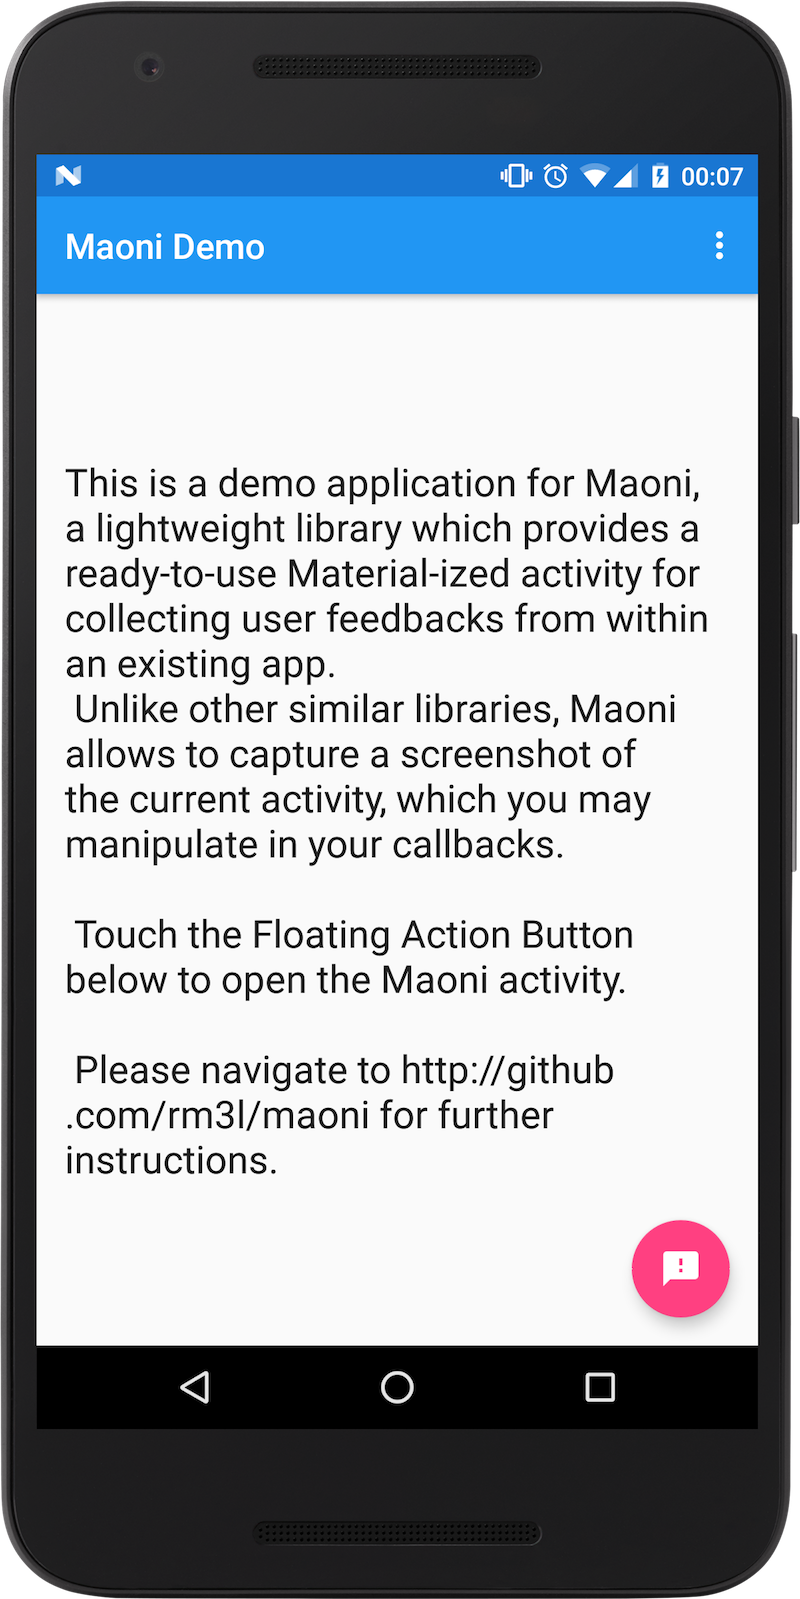 00:07
Maoni Demo
This is a demo application for Maoni,
a lightweight library which provides a
ready-to-use Material-ized activity for
collecting user feedbacks from within
an existing app.
Unlike other similar libraries, Maoni
allows to capture a screenshot of
the current activity, which you may
manipulate in your callbacks.
Touch the Floating Action Button
below to open the Maoni activity.
Please navigate to http://github
.com/rm3l/maoni for further
instructions.